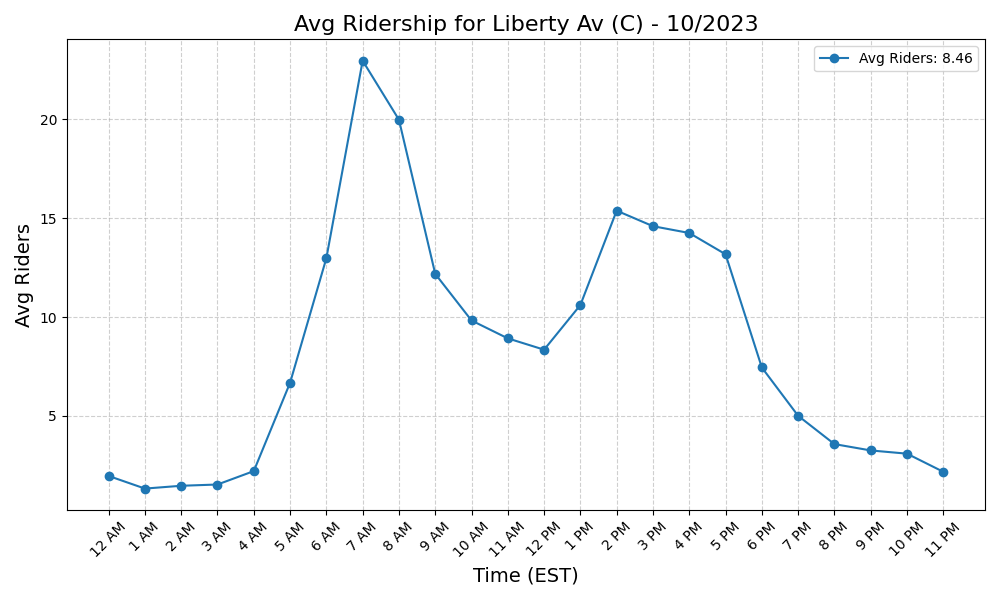 Avg Ridership for Liberty Av (C) - 10/2023
Avg Riders: 8.46
Avg Riders
20
15
10
5
12 AM
1 AM
2 AM
3 AM
4 AM
5 AM
6 AM
7 AM
8 AM
9 AM
10 AM
11 AM
12 PM
1 PM
2 PM
3 PM
4 PM
5 PM
6 PM
7 PM
8 PM
9 PM
10 PM
11 PM
Time (EST)